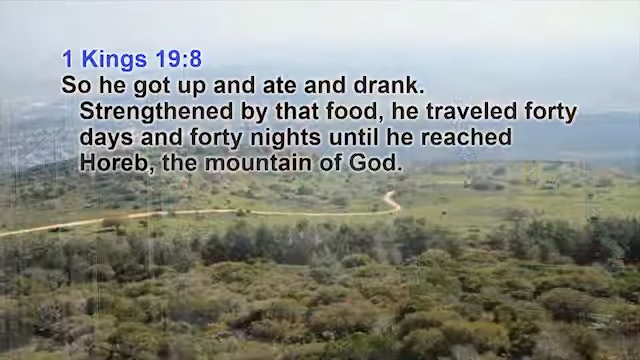 1 Kings 19:8
So he got up and ate and drank.
Strengthened by that food, he traveled forty
days and forty nights until he reached
Horeb, the mountain of God.